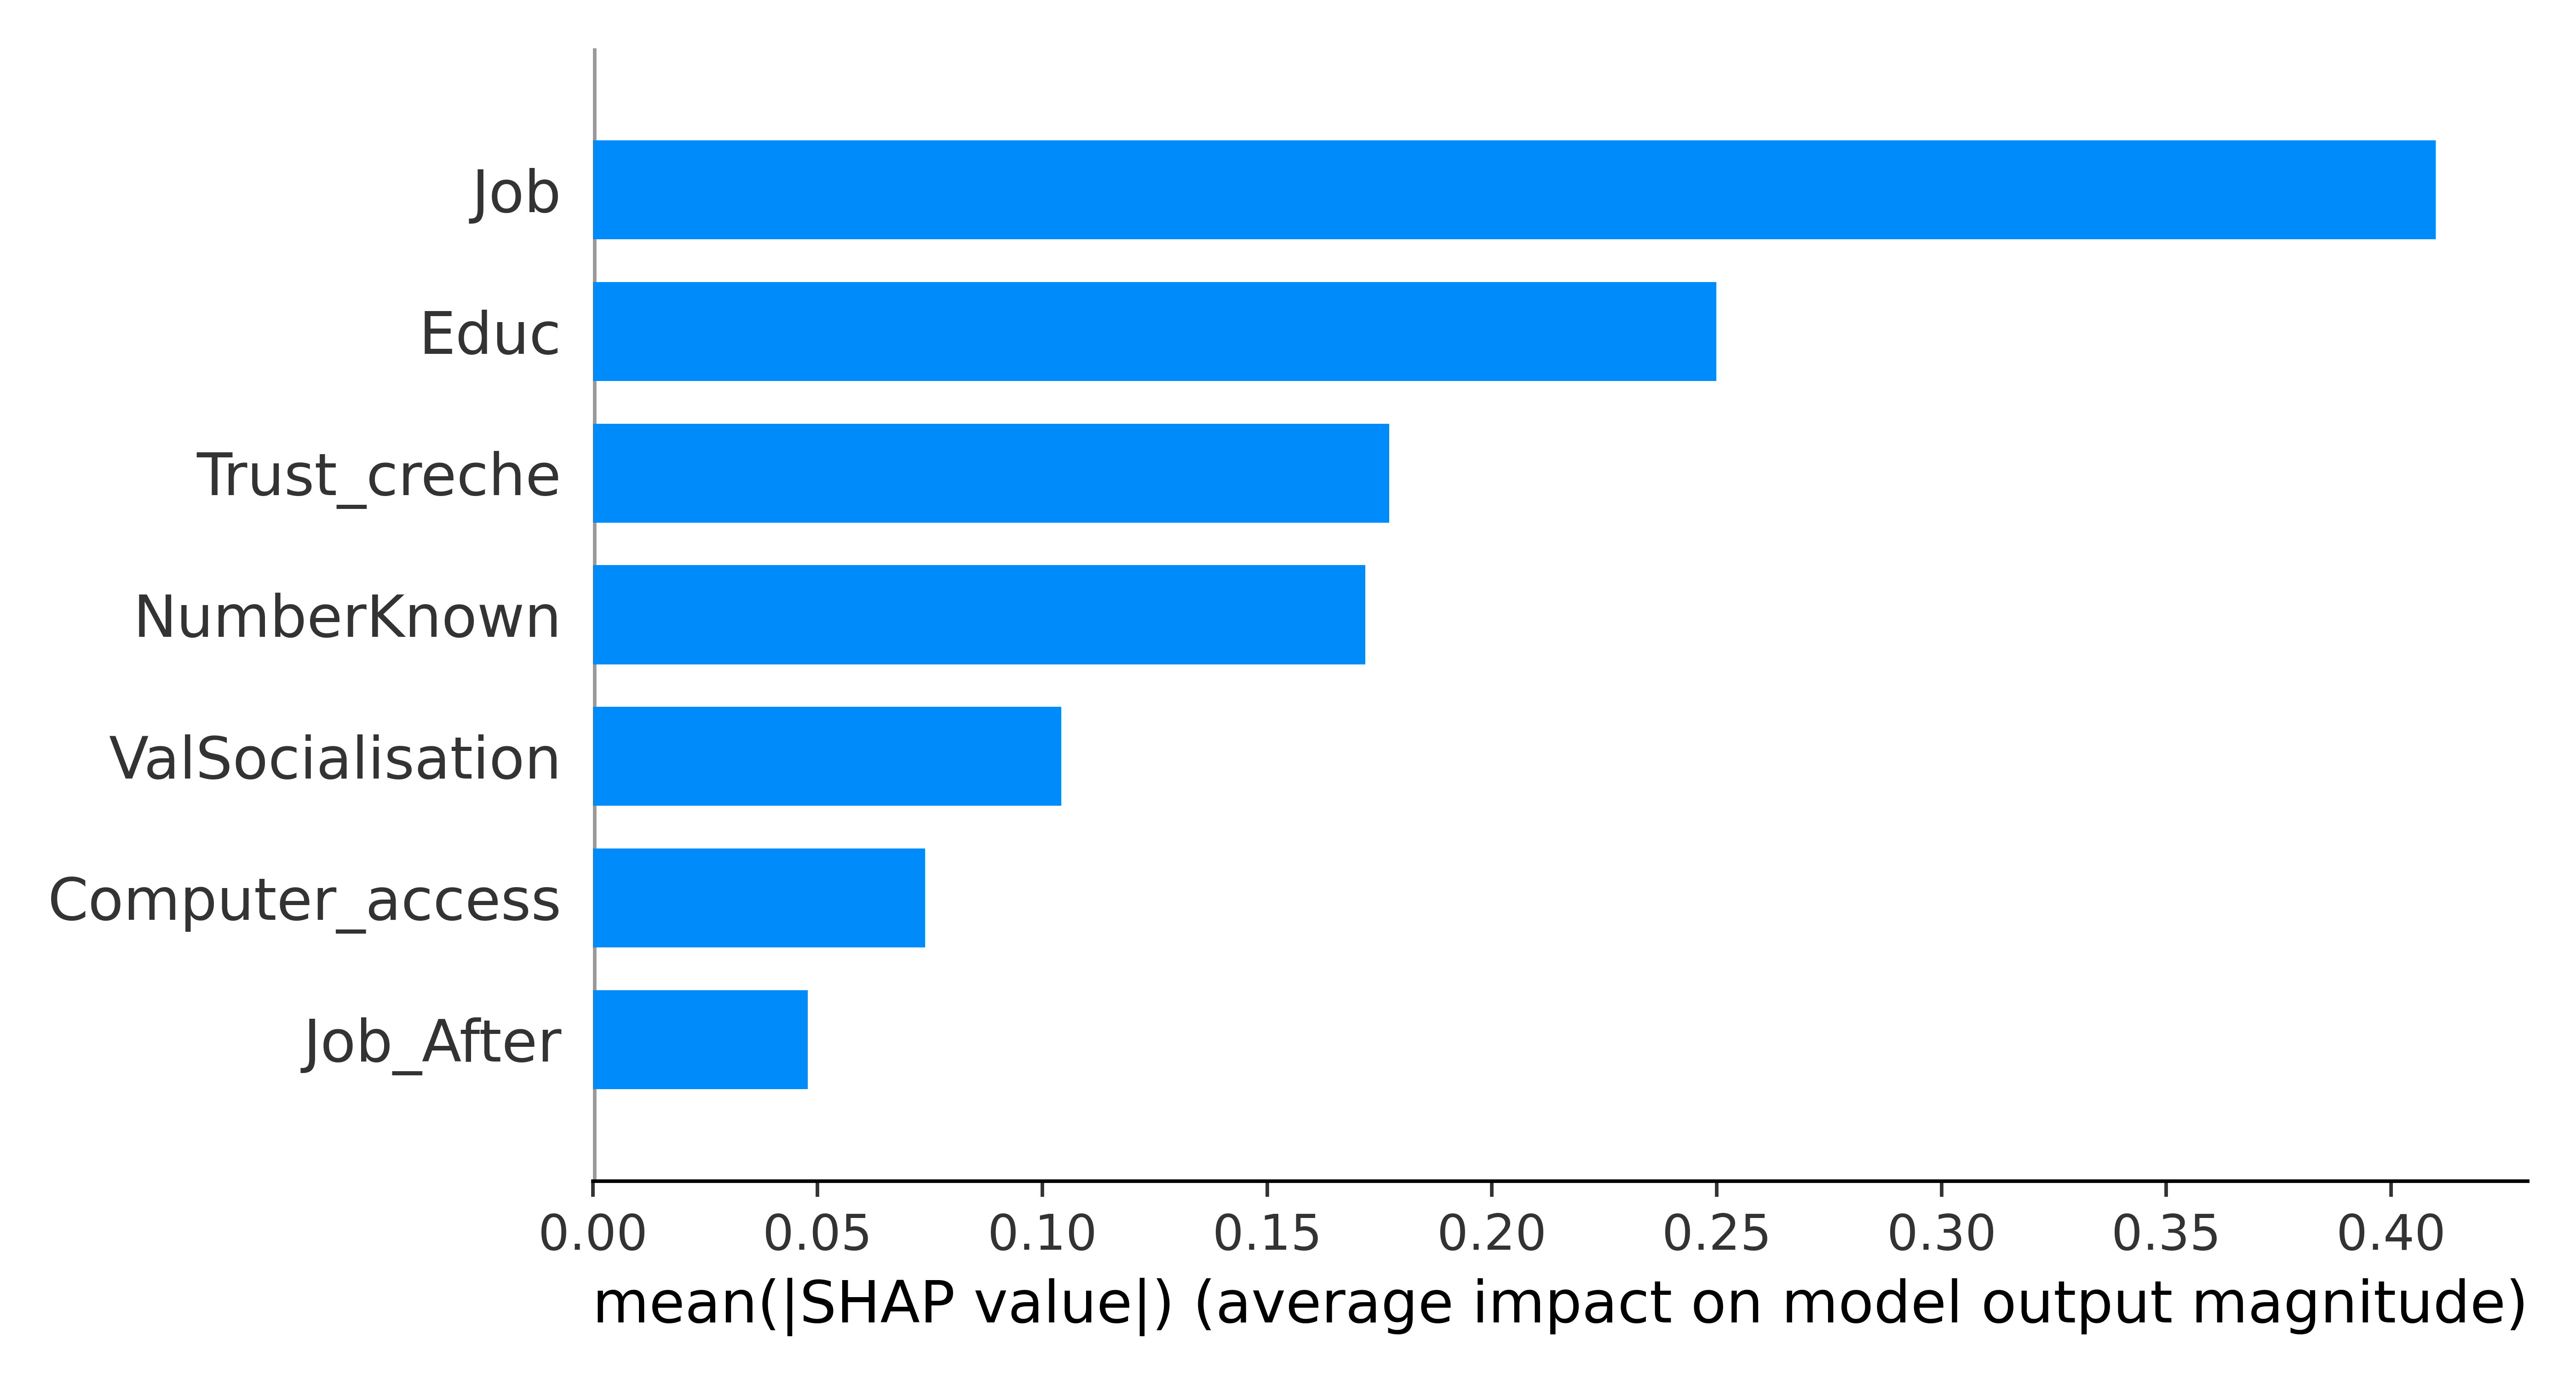 Job
Educ
Trust_creche
NumberKnown
ValSocialisation
Computer_access
Job_After
0.00 0.05 0.10 0.15 0.20 0.25 0.30 0.35 0.40
mean(|SHAP value|) (average impact on model output magnitude)